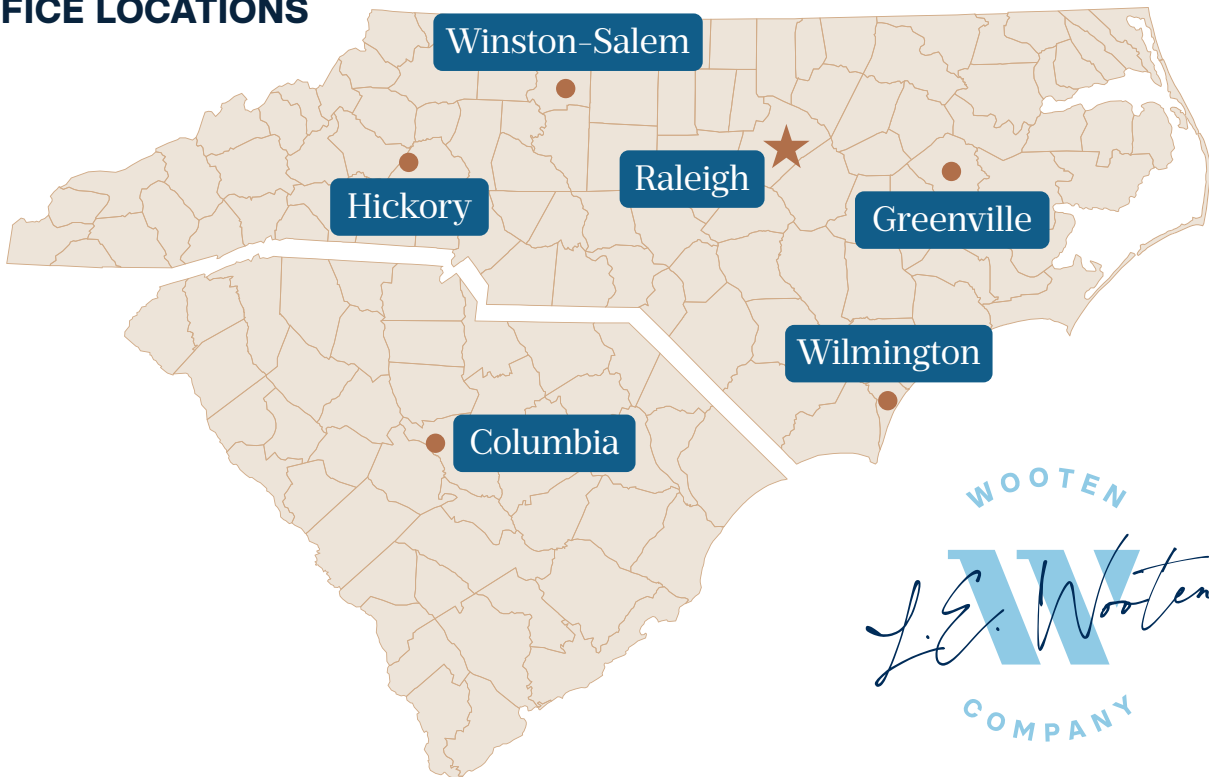 FICE LOCATIONS
Winston-Salem
Raleigh
Hickory
Greenville
Wilmington
Columbia
WOOTEN
W
L.E. Wooten
COMPANY